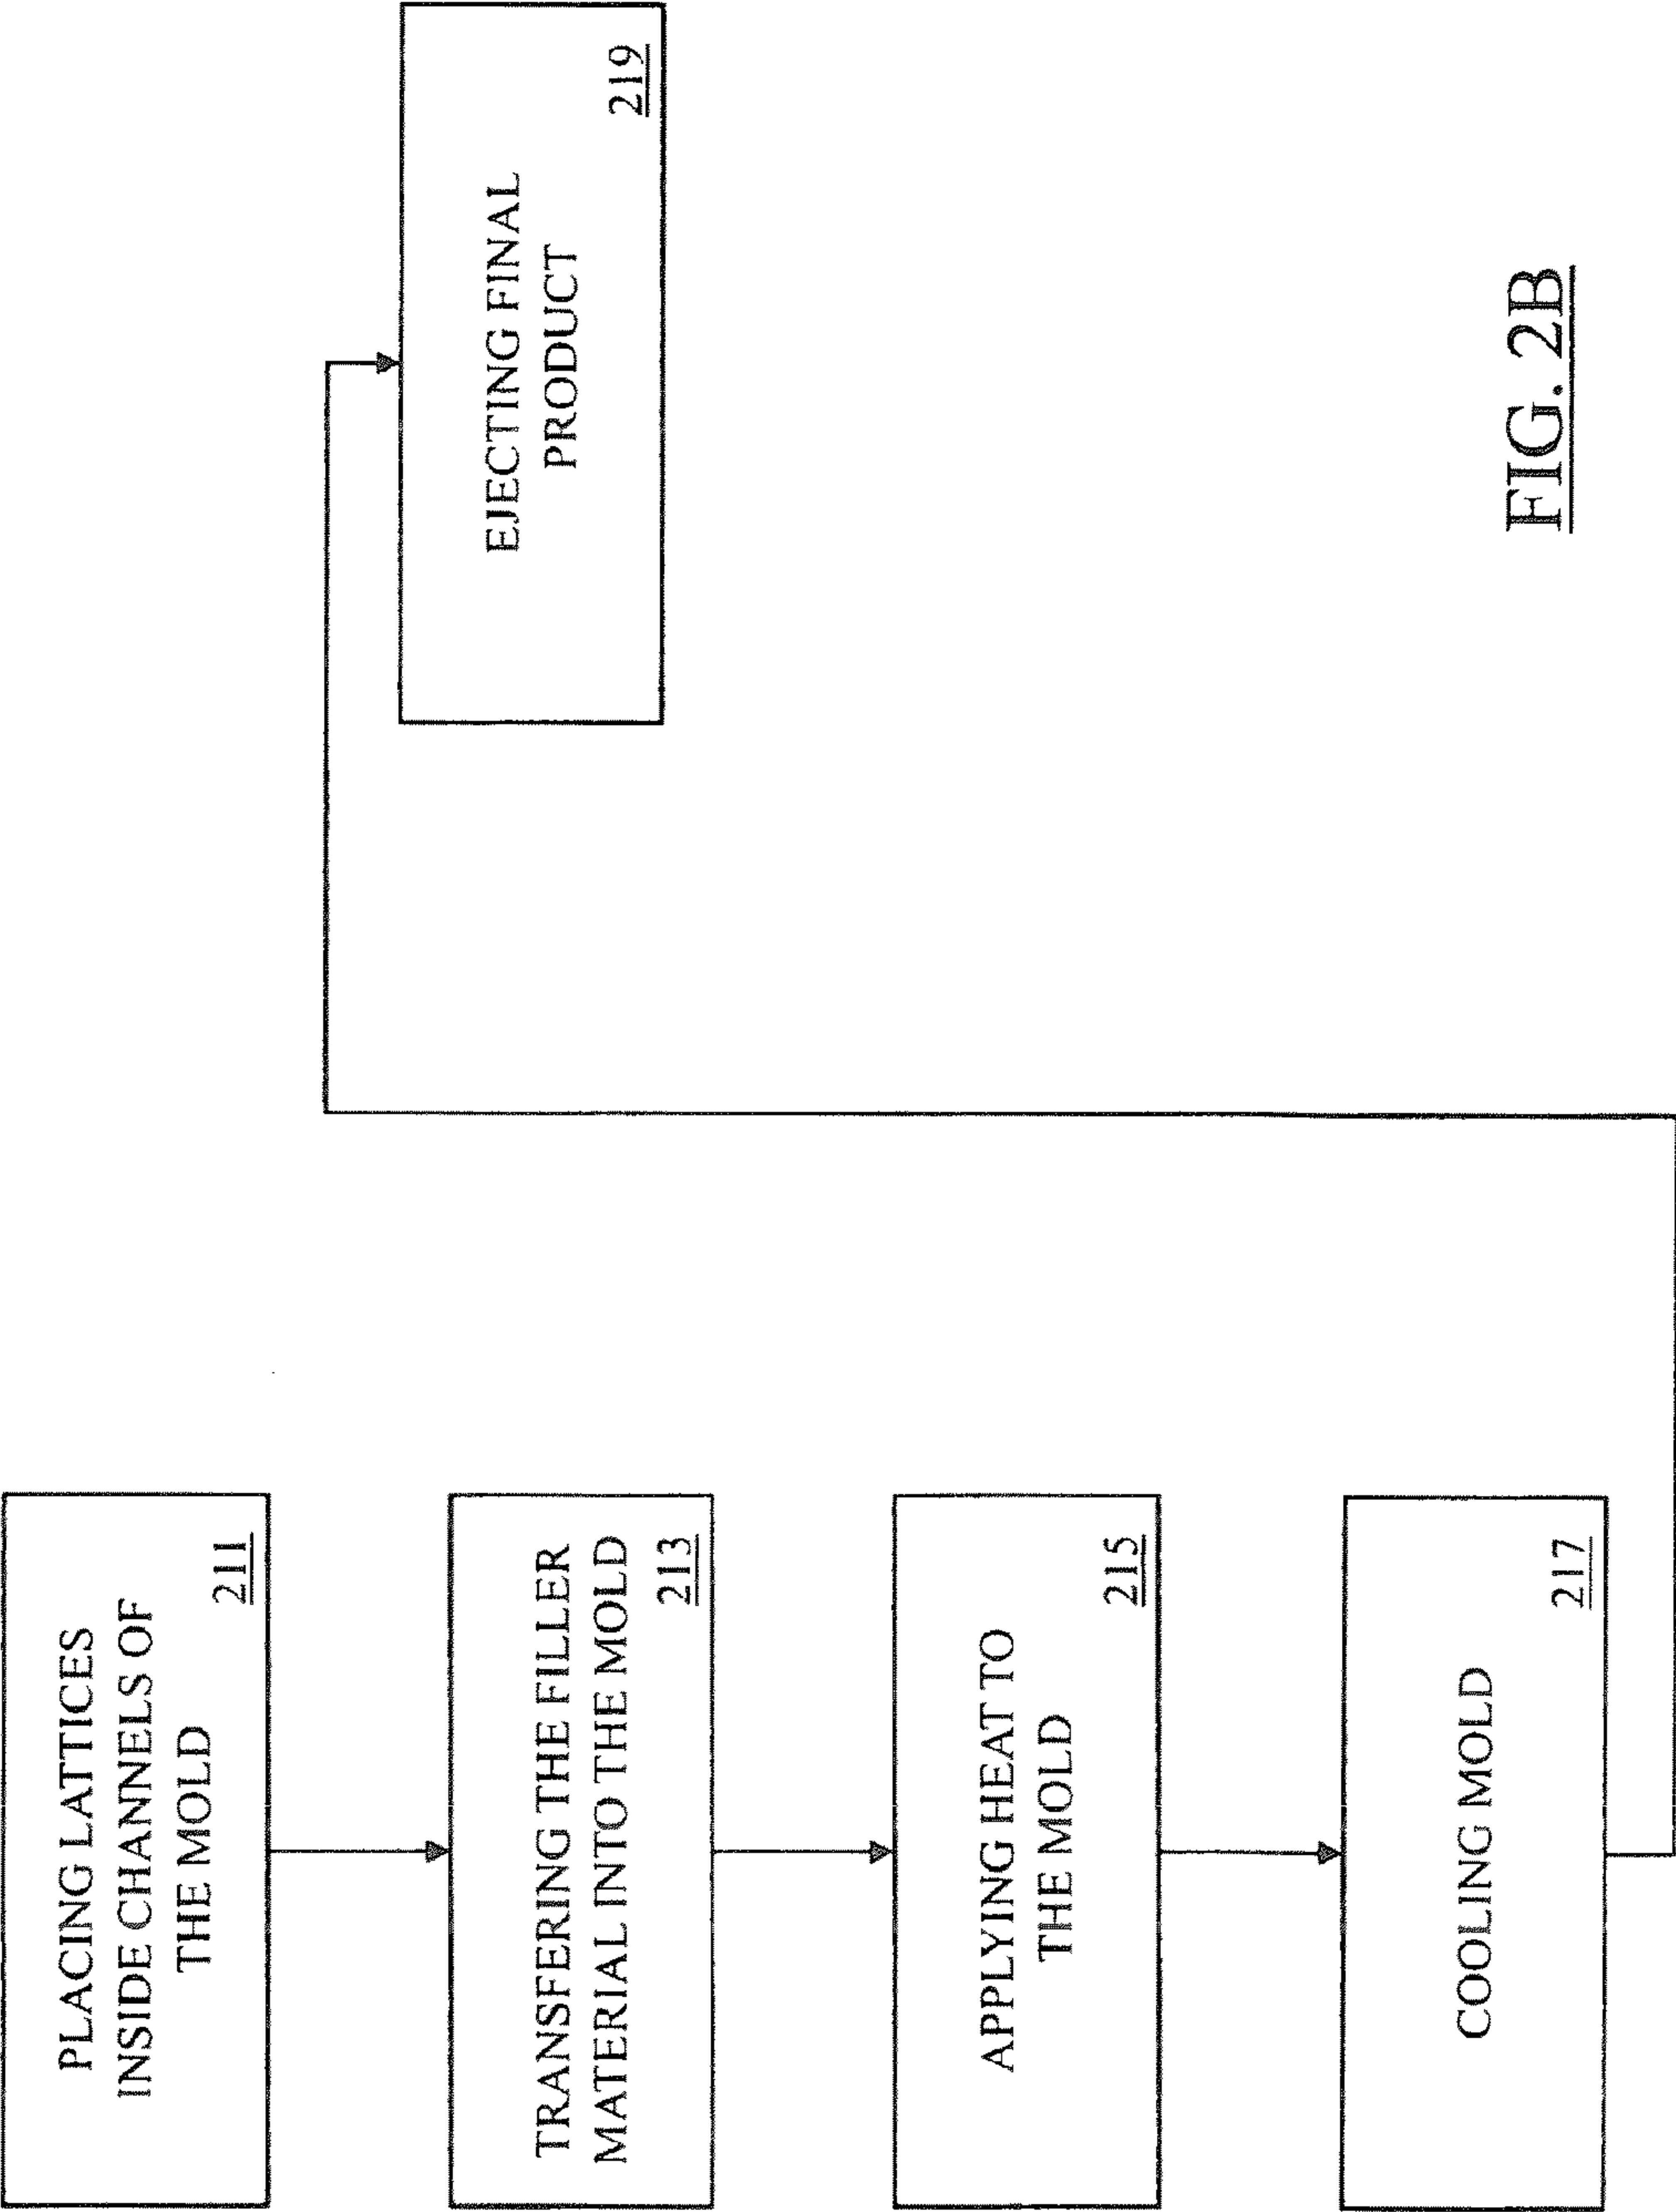 PLACING LATTICES
INSIDE CHANNELS OF
THE MOLD
211
TRANSFERING THE FILLER
MATERIAL INTO THE MOLD
213
APPLYING HEAT TO
THE MOLD
215
COOLING MOLD
217
EJECTING FINAL
PRODUCT
219
FIG. 2B